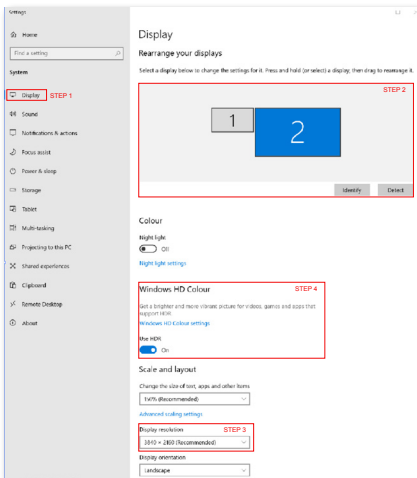 Settings
Home
Find a setting
System
Display
STEP 1
Sound
Notifications & actions
Focus assist
Power & sleep
Storage
Tablet
Multi-tasking
Projecting to this PC
Shared experiences
Clipboard
Remote Desktop
About
Display
Rearrange your displays
Select a display below to change the settings for it. Press and hold (or select) a display, then drag to rearrange it.
STEP 2
1
2
Identify
Detect
Colour
Night light
Off
Night light settings
Windows HD Colour
STEP 4
Get a brighter and more vibrant picture for videos, games and apps that
support HDR.
Windows HD Colour settings
Use HDR
On
Scale and layout
Change the size of text, apps and other items
150% (Recommended)
Advanced scaling settings
Display resolution
STEP 3
3840 × 2160 (Recommended)
Display orientation
Landscape